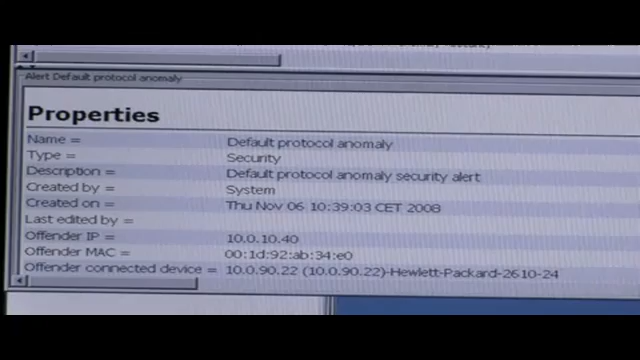 Alert Default protocol anomaly
Properties
Name = Default protocol anomaly
Type = Security
Description = Default protocol anomaly security alert
Created by = System
Created on = Thu Nov 06 10:39:03 CET 2008
Last edited by =
Offender IP = 10.0.10.40
Offender MAC = 00:1d:92:ab:34:e0
Offender connected device = 10.0.90.22 (10.0.90.22)-Hewlett-Packard-2610-24